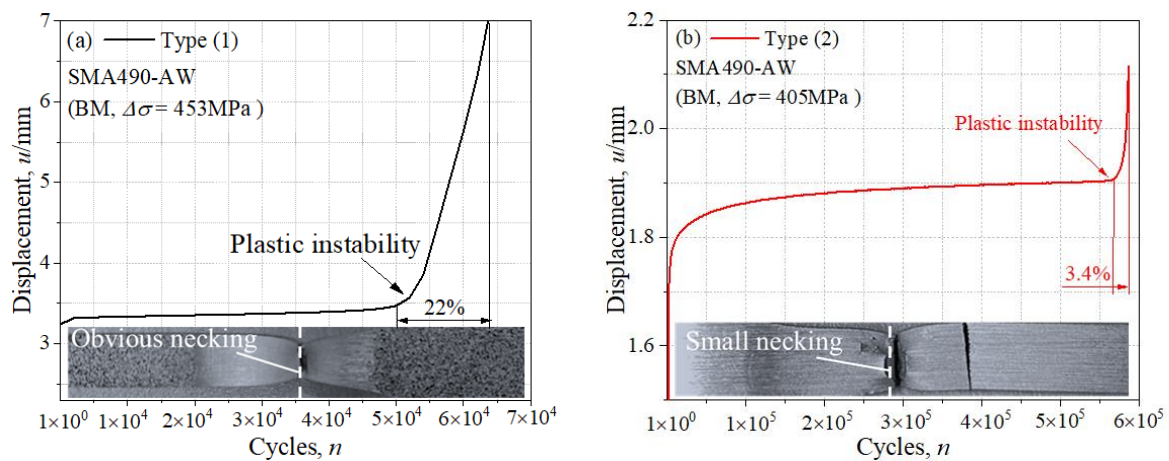 7
6
5
4
3
Displacement, u/mm
(a) Type (1)
SMA490-AW
(BM, Δσ = 453MPa )
Plastic instability
22%
Obvious necking
1×10⁰ 1×10⁴ 2×10⁴ 3×10⁴ 4×10⁴ 5×10⁴ 6×10⁴ 7×10⁴
Cycles, n
2.2
2.0
1.8
1.6
Displacement, u/mm
(b) Type (2)
SMA490-AW
(BM, Δσ = 405MPa )
Plastic instability
3.4%
Small necking
1×10⁰ 1×10⁵ 2×10⁵ 3×10⁵ 4×10⁵ 5×10⁵ 6×10⁵
Cycles, n